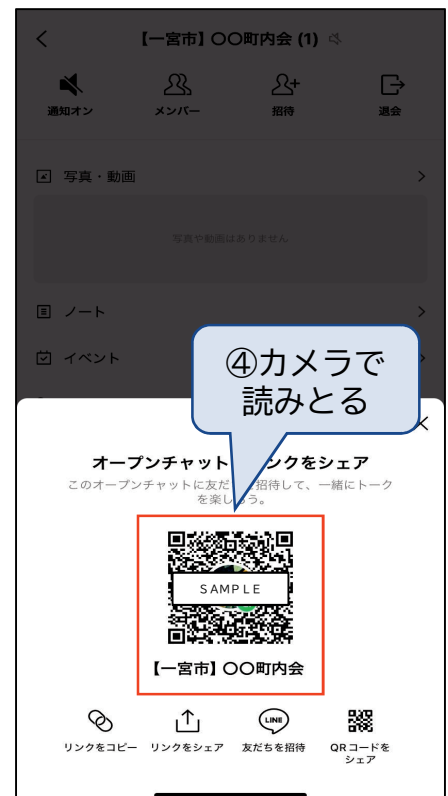 【一宮市】〇〇町内会 (1)
通知オン
メンバー
招待
退会
写真・動画
写真や動画はありません
ノート
イベント
④カメラで
読みとる
オープンチャット
ンクをシェア
このオープンチャットに友だ
招待して、一緒にトーク
を楽し
う。
SAMPLE
【一宮市】〇〇町内会
リンクをコピー
リンクをシェア
LINE
友だちを招待
QRコードを
シェア